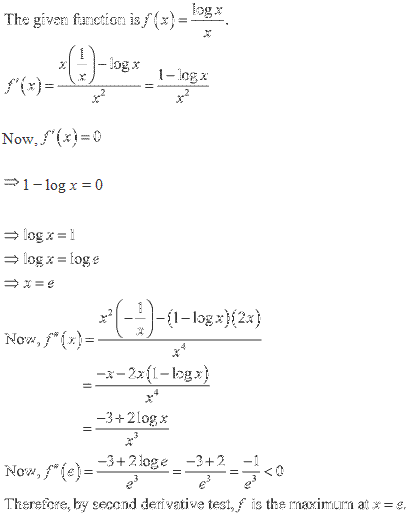 The given function is f(x) = log x / x.
f′(x) = (x(1/x) − log x) / x² = (1 − log x) / x²
Now, f′(x) = 0
⇒ 1 − log x = 0
⇒ log x = 1
⇒ log x = log e
⇒ x = e
Now, f″(x) = (x²(−1/x) − (1 − log x)(2x)) / x⁴
= (−x − 2x(1 − log x)) / x⁴
= (−3 + 2 log x) / x³
Now, f″(e) = (−3 + 2 log e) / e³ = (−3 + 2) / e³ = −1 / e³ < 0
Therefore, by second derivative test, f is the maximum at x = e.